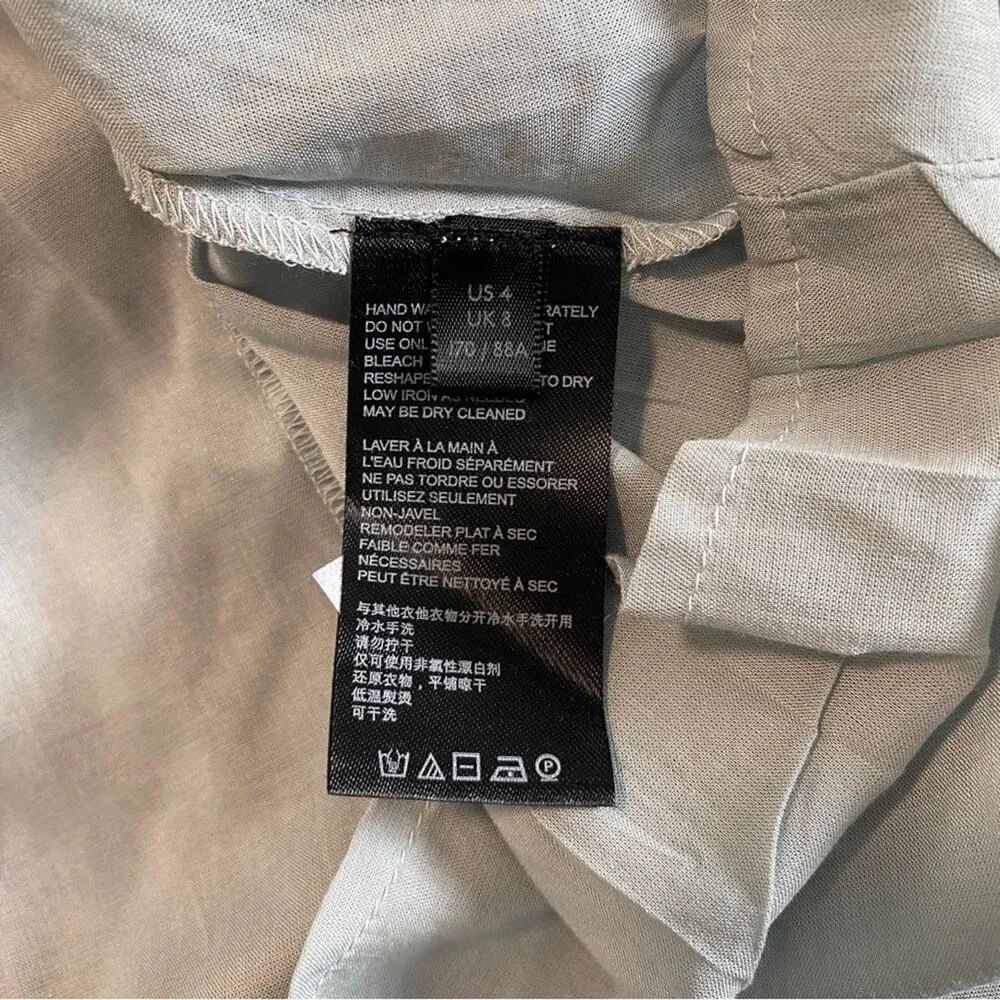 US 4
UK 8
170 / 88A
HAND RATELY
DO NOT
USE
BLEACH
RESHAPE TO DRY
LOW IRON AS NEEDED
MAY BE DRY CLEANED
LAVER À LA MAIN À
L'EAU FROID SÉPARÉMENT
NE PAS TORDRE OU ESSORER
UTILISEZ SEULEMENT
NON-JAVEL
REMODELER PLAT À SEC
FAIBLE COMME FER
NÉCESSAIRES
PEUT ÊTRE NETTOYÉ À SEC
与其他衣他衣物分开冷水手洗开用
冷水手洗
请勿拧干
仅可使用非氯性漂白剂
还原衣物，平铺晾干
低温熨烫
可干洗
P